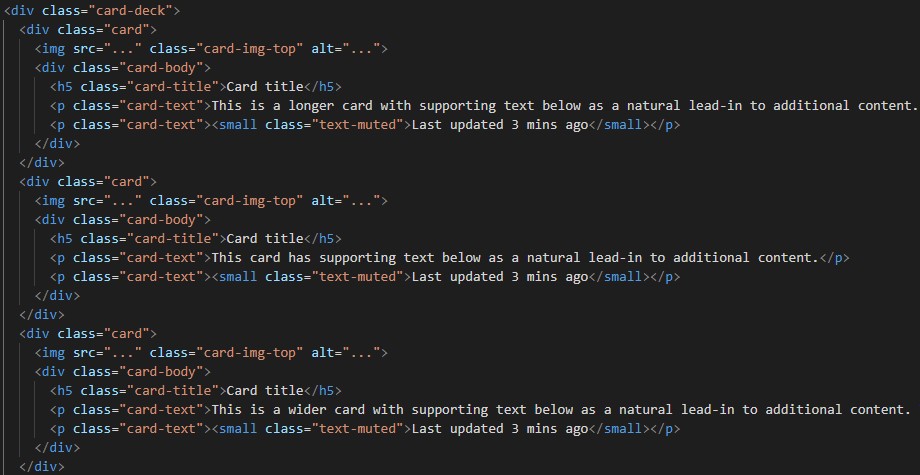 <div class="card-deck">
  <div class="card">
    <img src="..." class="card-img-top" alt="...">
    <div class="card-body">
      <h5 class="card-title">Card title</h5>
      <p class="card-text">This is a longer card with supporting text below as a natural lead-in to additional content.
      <p class="card-text"><small class="text-muted">Last updated 3 mins ago</small></p>
    </div>
  </div>
  <div class="card">
    <img src="..." class="card-img-top" alt="...">
    <div class="card-body">
      <h5 class="card-title">Card title</h5>
      <p class="card-text">This card has supporting text below as a natural lead-in to additional content.</p>
      <p class="card-text"><small class="text-muted">Last updated 3 mins ago</small></p>
    </div>
  </div>
  <div class="card">
    <img src="..." class="card-img-top" alt="...">
    <div class="card-body">
      <h5 class="card-title">Card title</h5>
      <p class="card-text">This is a wider card with supporting text below as a natural lead-in to additional content.
      <p class="card-text"><small class="text-muted">Last updated 3 mins ago</small></p>
    </div>
  </div>